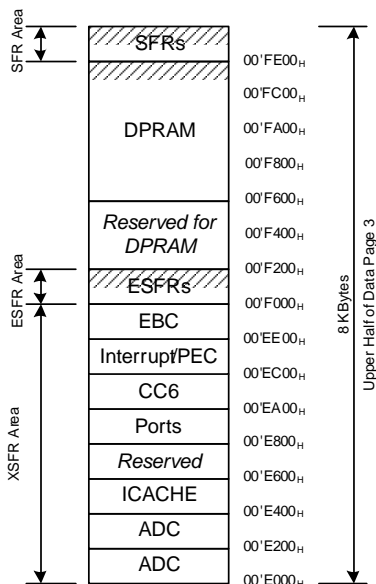 SFR Area
SFRs
00'FE00H
00'FC00H
DPRAM
00'FA00H
00'F800H
00'F600H
Reserved for
DPRAM
00'F400H
00'F200H
ESFR Area
ESFRs
00'F000H
EBC
00'EE00H
Interrupt/PEC
00'EC00H
CC6
00'EA00H
Ports
00'E800H
Reserved
00'E600H
ICACHE
00'E400H
ADC
00'E200H
ADC
00'E000H
XSFR Area
8 KBytes
Upper Half of Data Page 3